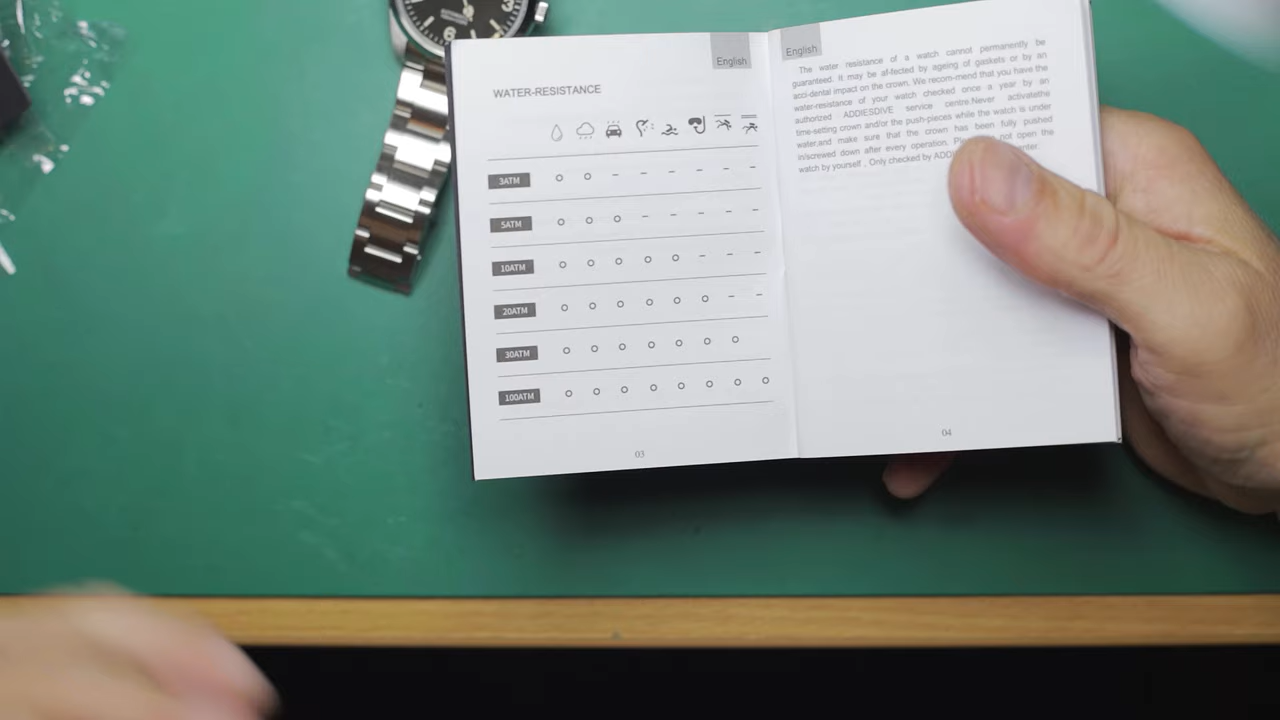 English
WATER-RESISTANCE
3ATM o o - - - - - -
5ATM o o o - - - - -
10ATM o o o o o - - -
20ATM o o o o o o - -
30ATM o o o o o o o
100ATM o o o o o o o o
03
English
The water resistance of a watch cannot permanently be
guaranteed. It may be af-fected by ageing of gaskets or by an
acci-dental impact on the crown. We recom-mend that you have the
water-resistance of your watch checked once a year by an
authorized ADDIESDIVE service centre.Never activatethe
time-setting crown and/or the push-pieces while the watch is under
water.and make sure that the crown has been fully pushed
in/screwed down after every operation. not open the
watch by yourself , Only checked by
04